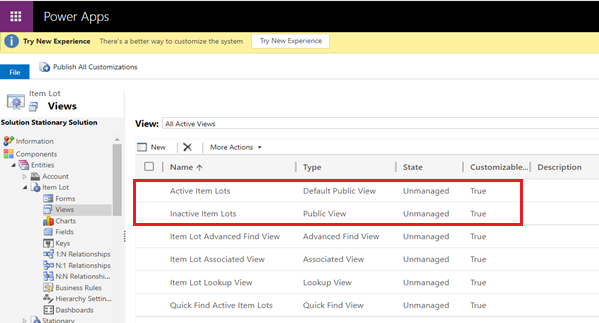 Power Apps
Try New Experience There's a better way to customize the system Try New Experience
File Publish All Customizations
Item Lot
Views
Solution Stationary Solution
Information
Components
Entities
Account
Item Lot
Forms
Views
Charts
Fields
Keys
1:N Relationships
N:1 Relationships
N:N Relationshi...
Business Rules
Hierarchy Settin...
Dashboards
Stationary
View: All Active Views
New More Actions
Name Type State Customizable... Description
Active Item Lots Default Public View Unmanaged True
Inactive Item Lots Public View Unmanaged True
Item Lot Advanced Find View Advanced Find View Unmanaged True
Item Lot Associated View Associated View Unmanaged True
Item Lot Lookup View Lookup View Unmanaged True
Quick Find Active Item Lots Quick Find View Unmanaged True